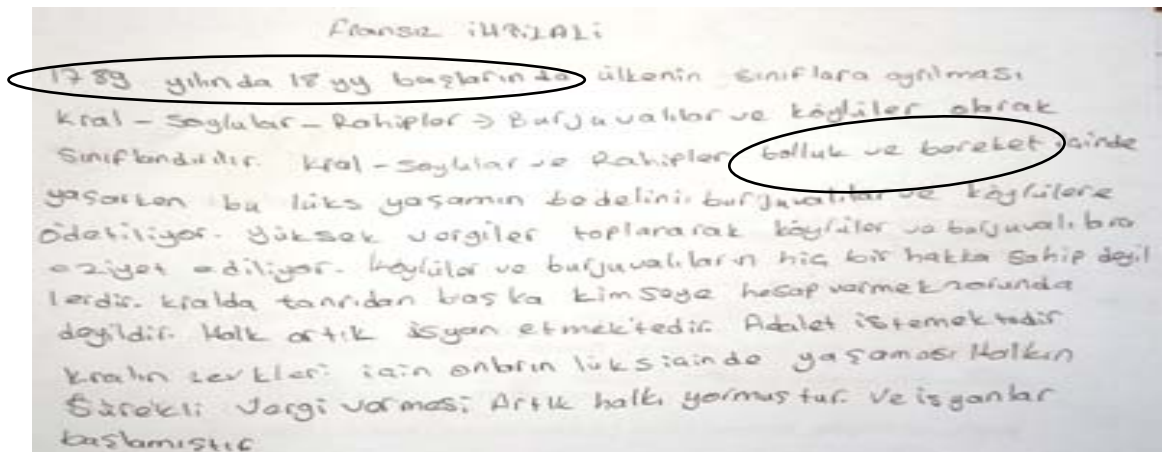 Fransız iHTİLALİ
1789 yılında 18 yy başlarında ülkenin sınıflara ayrılması
Kral - Soylular - Rahipler → Burjuvalılar ve köylüler olarak
Sınıflandırılır. Kral - soylular ve Rahipler bolluk ve bereket içinde
yaşarken bu lüks yaşamın bedelini burjuvalılar ve köylülere
ödetiliyor. Yüksek vergiler toplanarak köylüler ve burjuvalılara
eziyet ediliyor. Köylüler ve burjuvalıların hiç bir hakka sahip değil
lerdir. Kralda tanrıdan başka kimseye hesap vermek zorunda
değildir. Halk artık isyan etmektedir. Adalet istemektedir
Kralın zevkleri için onların lüks içinde yaşaması Halkın
Sürekli Vergi vermesi Artık halkı yormuştur. Ve isyanlar
başlamıştır